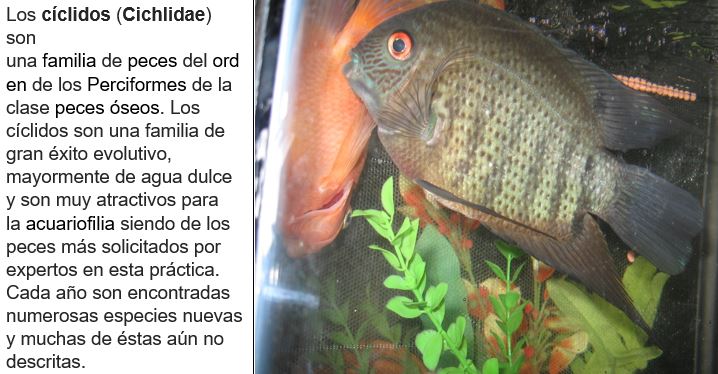 Los cíclidos (Cichlidae)
son
una familia de peces del ord
en de los Perciformes de la
clase peces óseos. Los
cíclidos son una familia de
gran éxito evolutivo,
mayormente de agua dulce
y son muy atractivos para
la acuariofilia siendo de los
peces más solicitados por
expertos en esta práctica.
Cada año son encontradas
numerosas especies nuevas
y muchas de éstas aún no
descritas.